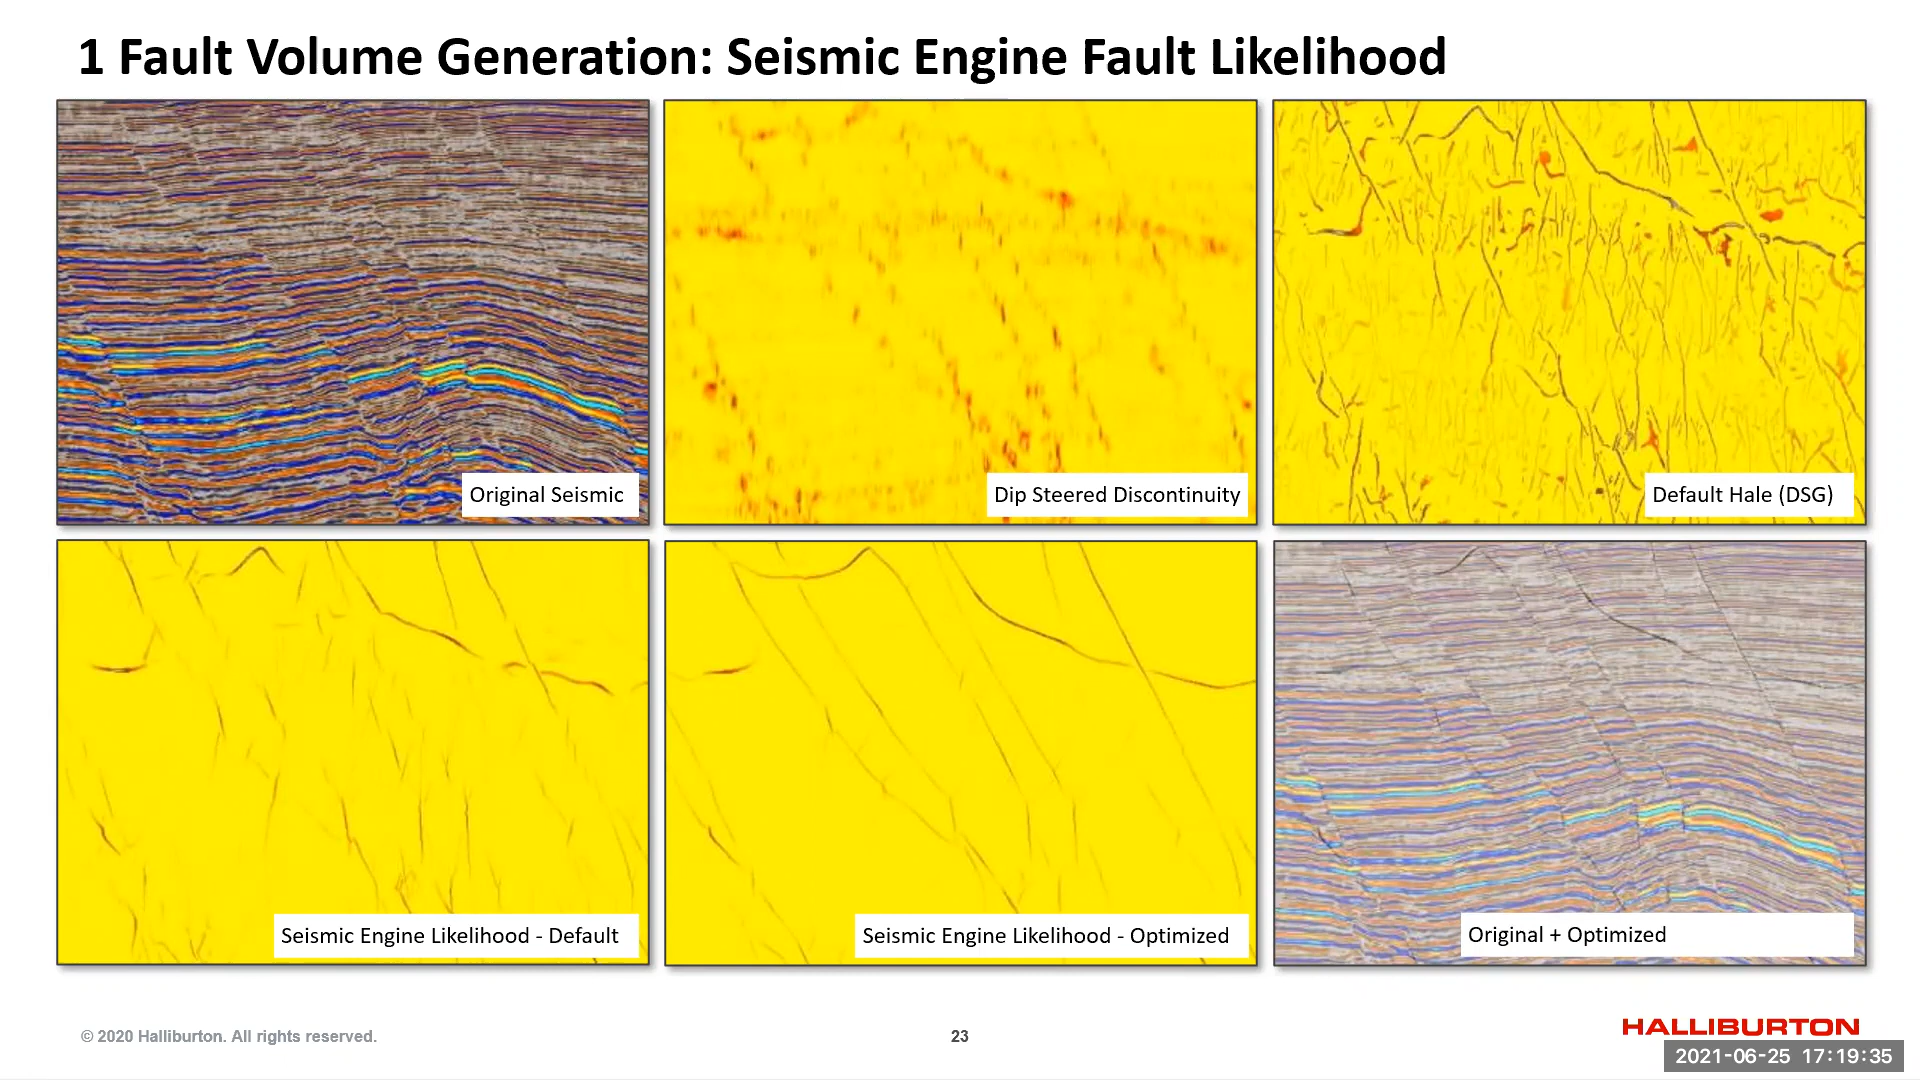 1 Fault Volume Generation: Seismic Engine Fault Likelihood
Original Seismic
Dip Steered Discontinuity
Default Hale (DSG)
Seismic Engine Likelihood - Default
Seismic Engine Likelihood - Optimized
Original + Optimized
© 2020 Halliburton. All rights reserved.
23
HALLIBURTON
2021-06-25 17:19:35